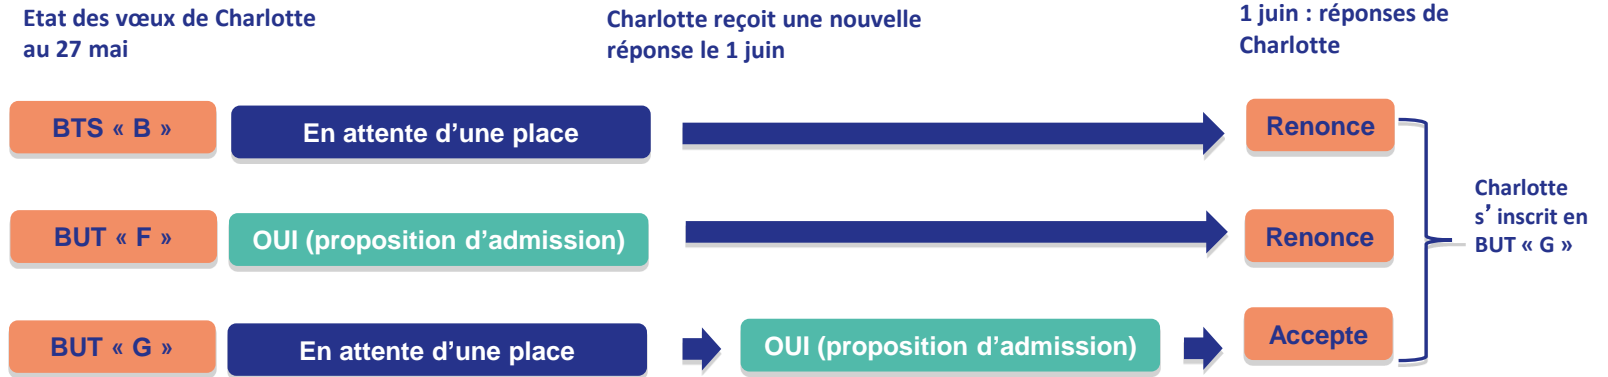 Etat des vœux de Charlotte
au 27 mai
Charlotte reçoit une nouvelle
réponse le 1 juin
1 juin : réponses de
Charlotte
BTS « B »
En attente d’une place
Renonce
BUT « F »
OUI (proposition d’admission)
Renonce
BUT « G »
En attente d’une place
OUI (proposition d’admission)
Accepte
Charlotte
s’ inscrit en
BUT « G »